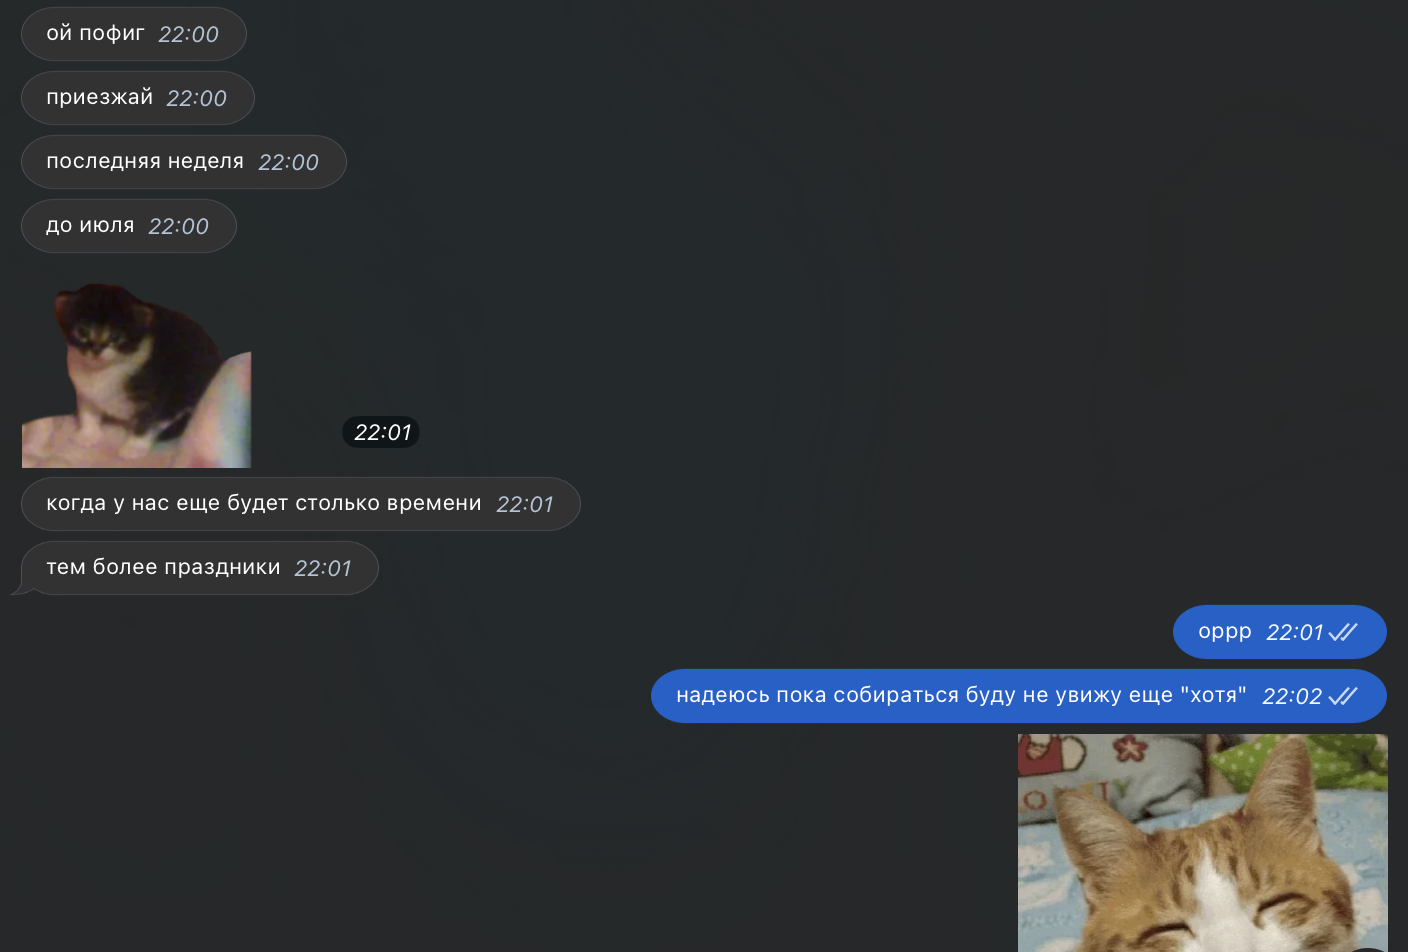 ой пофиг 22:00
приезжай 22:00
последняя неделя 22:00
до июля 22:00
22:01
когда у нас еще будет столько времени 22:01
тем более праздники 22:01
оррр 22:01
надеюсь пока собираться буду не увижу еще "хотя" 22:02